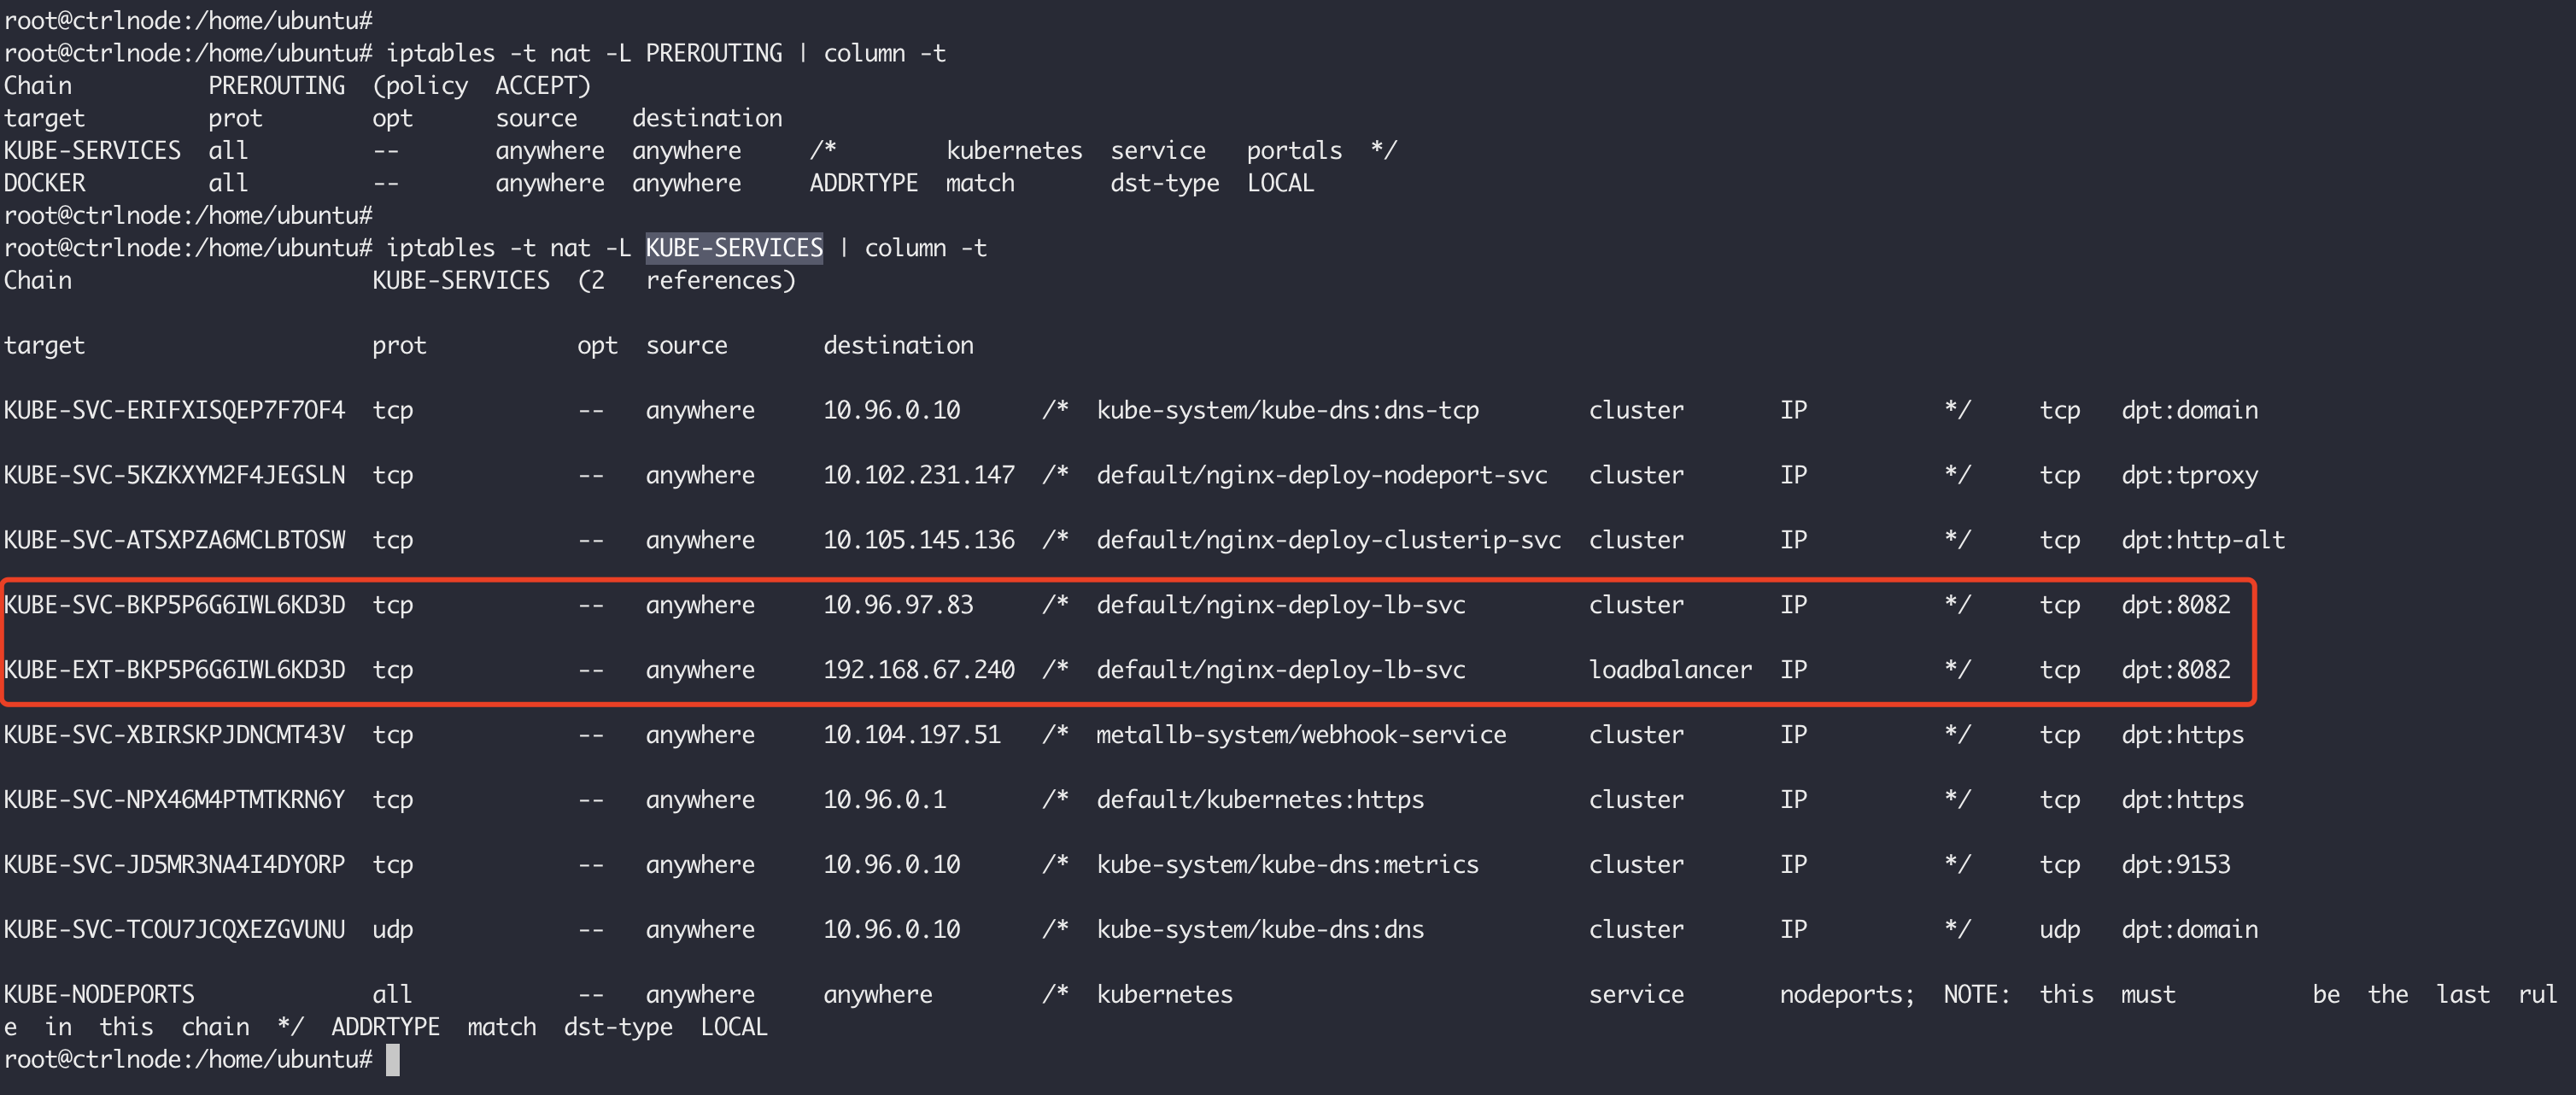 root@ctrlnode:/home/ubuntu#
root@ctrlnode:/home/ubuntu# iptables -t nat -L PREROUTING | column -t
Chain PREROUTING (policy ACCEPT)
target prot opt source destination
KUBE-SERVICES all -- anywhere anywhere /* kubernetes service portals */
DOCKER all -- anywhere anywhere ADDRTYPE match dst-type LOCAL
root@ctrlnode:/home/ubuntu#
root@ctrlnode:/home/ubuntu# iptables -t nat -L KUBE-SERVICES | column -t
Chain KUBE-SERVICES (2 references)
target prot opt source destination
KUBE-SVC-ERIFXISQEP7F7OF4 tcp -- anywhere 10.96.0.10 /* kube-system/kube-dns:dns-tcp cluster IP */ tcp dpt:domain
KUBE-SVC-5KZKXYM2F4JEGSLN tcp -- anywhere 10.102.231.147 /* default/nginx-deploy-nodeport-svc cluster IP */ tcp dpt:tproxy
KUBE-SVC-ATSXPZA6MCLBTOSW tcp -- anywhere 10.105.145.136 /* default/nginx-deploy-clusterip-svc cluster IP */ tcp dpt:http-alt
KUBE-SVC-BKP5P6G6IWL6KD3D tcp -- anywhere 10.96.97.83 /* default/nginx-deploy-lb-svc cluster IP */ tcp dpt:8082
KUBE-EXT-BKP5P6G6IWL6KD3D tcp -- anywhere 192.168.67.240 /* default/nginx-deploy-lb-svc loadbalancer IP */ tcp dpt:8082
KUBE-SVC-XBIRSKPJDNCMT43V tcp -- anywhere 10.104.197.51 /* metallb-system/webhook-service cluster IP */ tcp dpt:https
KUBE-SVC-NPX46M4PTMTKRN6Y tcp -- anywhere 10.96.0.1 /* default/kubernetes:https cluster IP */ tcp dpt:https
KUBE-SVC-JD5MR3NA4I4DYORP tcp -- anywhere 10.96.0.10 /* kube-system/kube-dns:metrics cluster IP */ tcp dpt:9153
KUBE-SVC-TCOU7JCQXEZGVUNU udp -- anywhere 10.96.0.10 /* kube-system/kube-dns:dns cluster IP */ udp dpt:domain
KUBE-NODEPORTS all -- anywhere anywhere /* kubernetes service nodeports; NOTE: this must be the last rul
e in this chain */ ADDRTYPE match dst-type LOCAL
root@ctrlnode:/home/ubuntu#